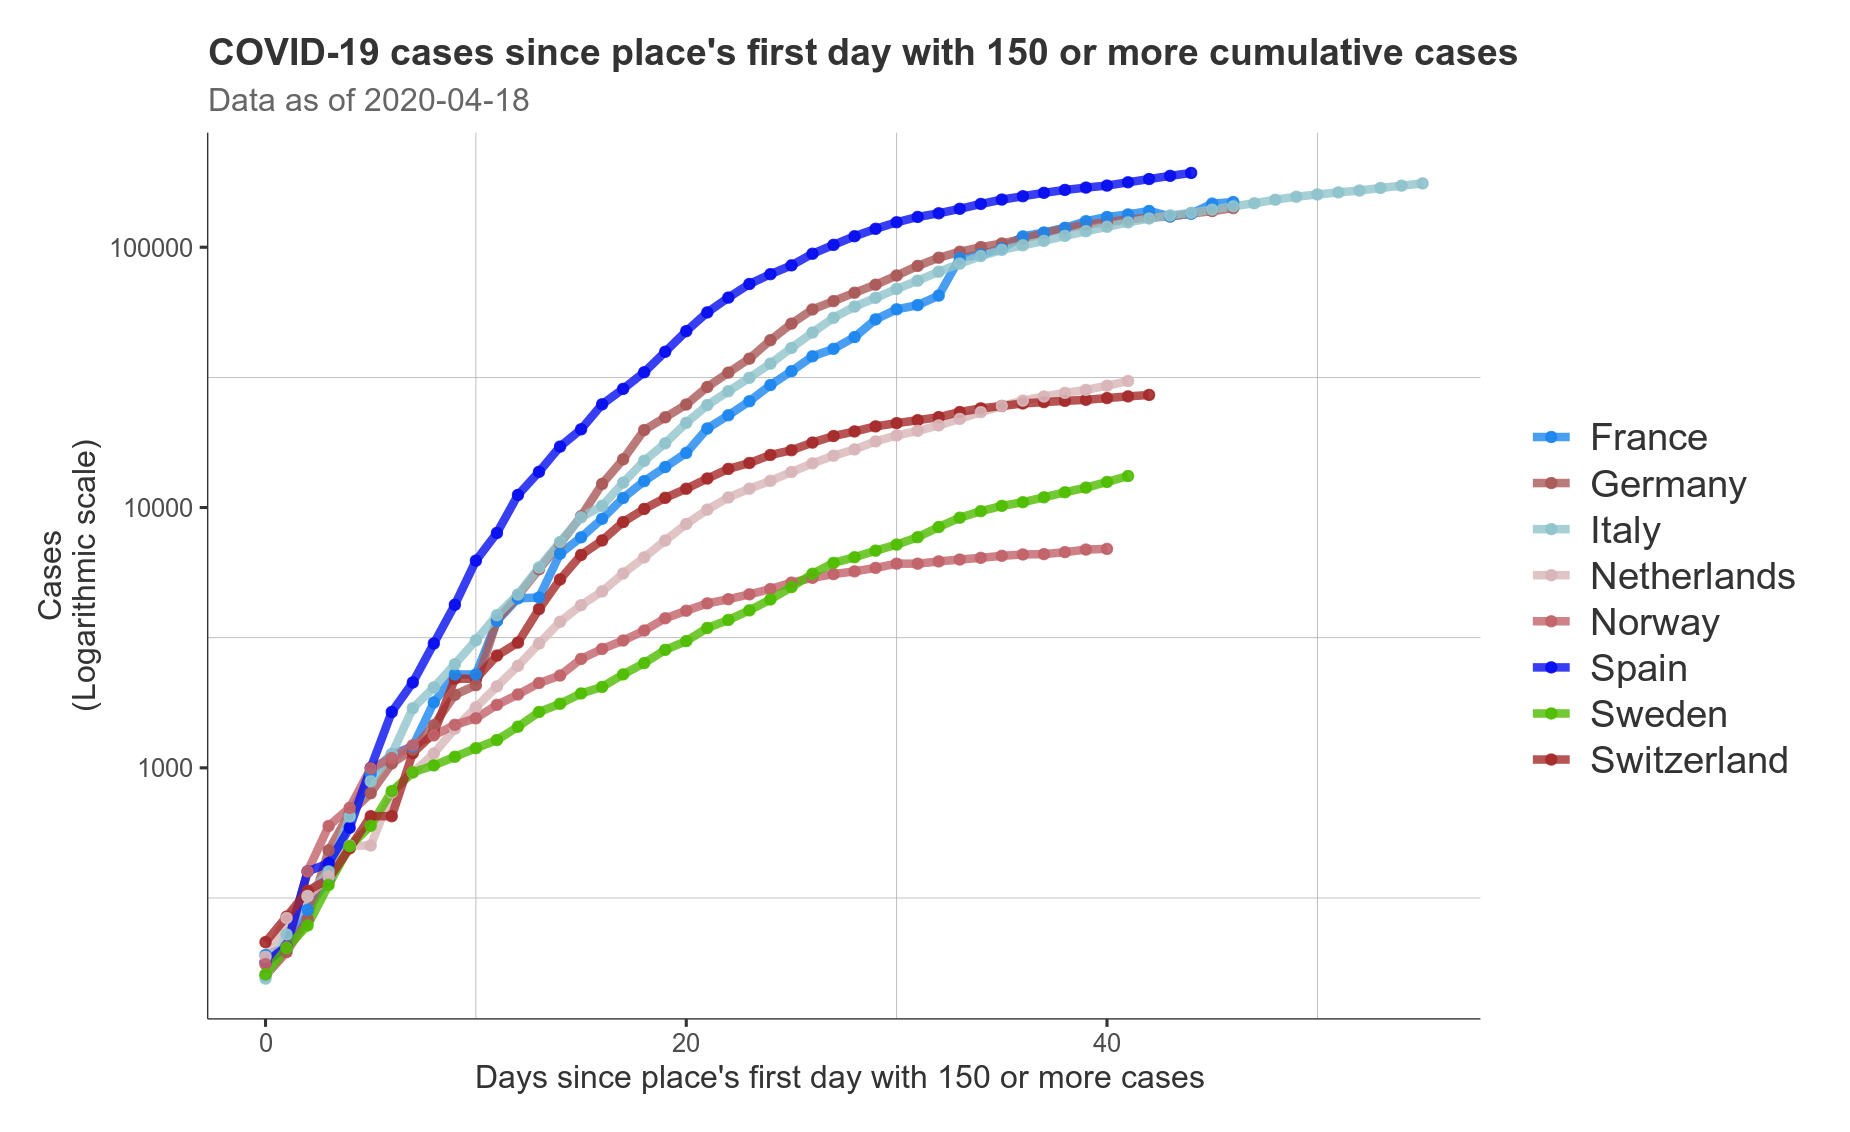 COVID-19 cases since place's first day with 150 or more cumulative cases
Data as of 2020-04-18
Cases
(Logarithmic scale)
100000
10000
1000
0
20
40
Days since place's first day with 150 or more cases
France
Germany
Italy
Netherlands
Norway
Spain
Sweden
Switzerland